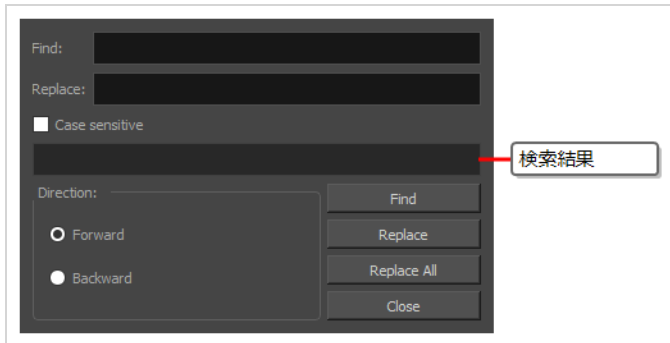 Find:
Replace:
Case sensitive
検索結果
Direction:
Find
Forward
Replace
Replace All
Backward
Close